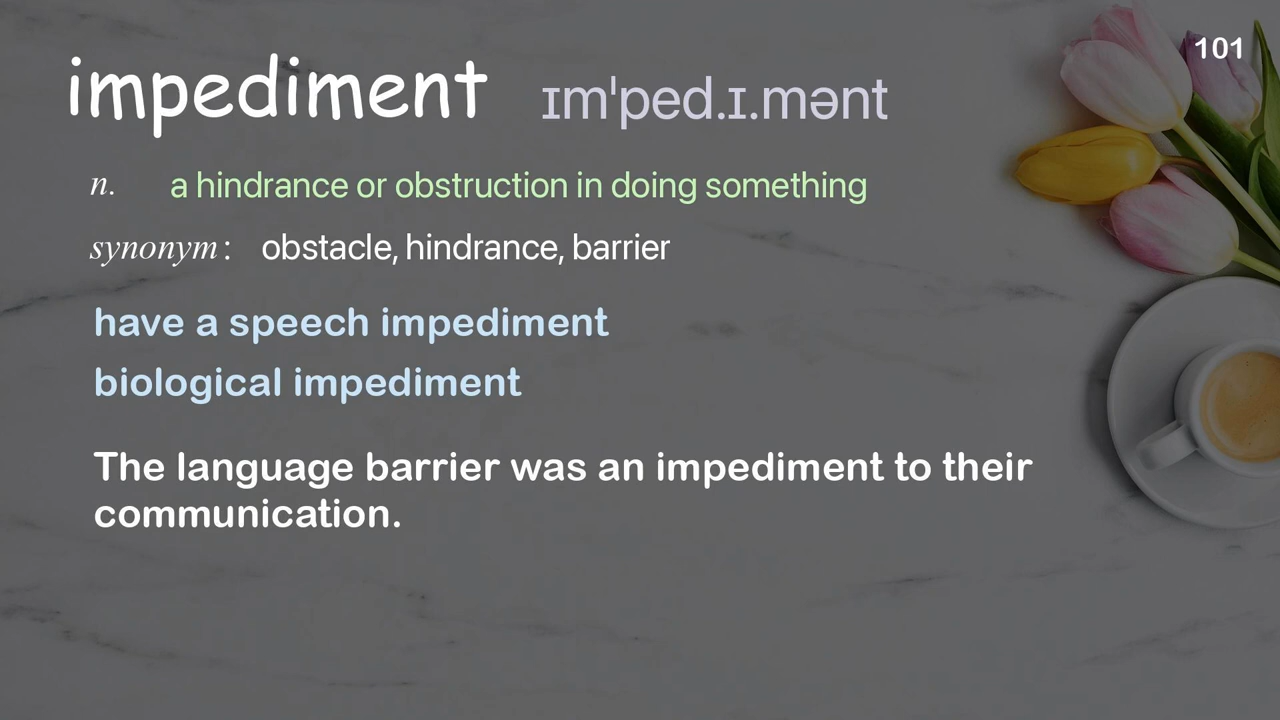 101
impediment ɪmˈped.ɪ.mənt
n. a hindrance or obstruction in doing something
synonym: obstacle, hindrance, barrier
have a speech impediment
biological impediment
The language barrier was an impediment to their
communication.